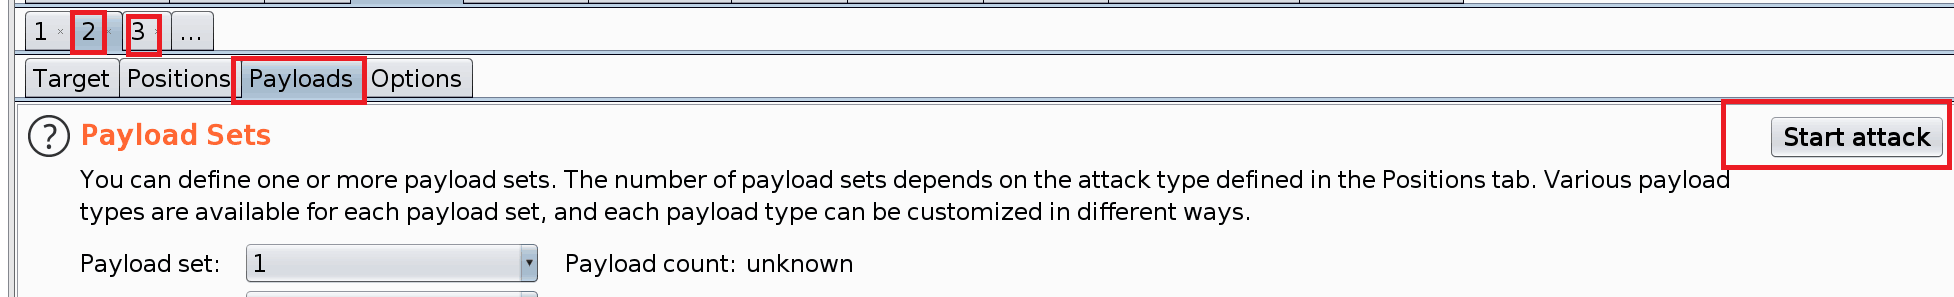 1 × 2 × 3 × ...
Target Positions Payloads Options
? Payload Sets Start attack
You can define one or more payload sets. The number of payload sets depends on the attack type defined in the Positions tab. Various payload
types are available for each payload set, and each payload type can be customized in different ways.
Payload set: 1 Payload count: unknown